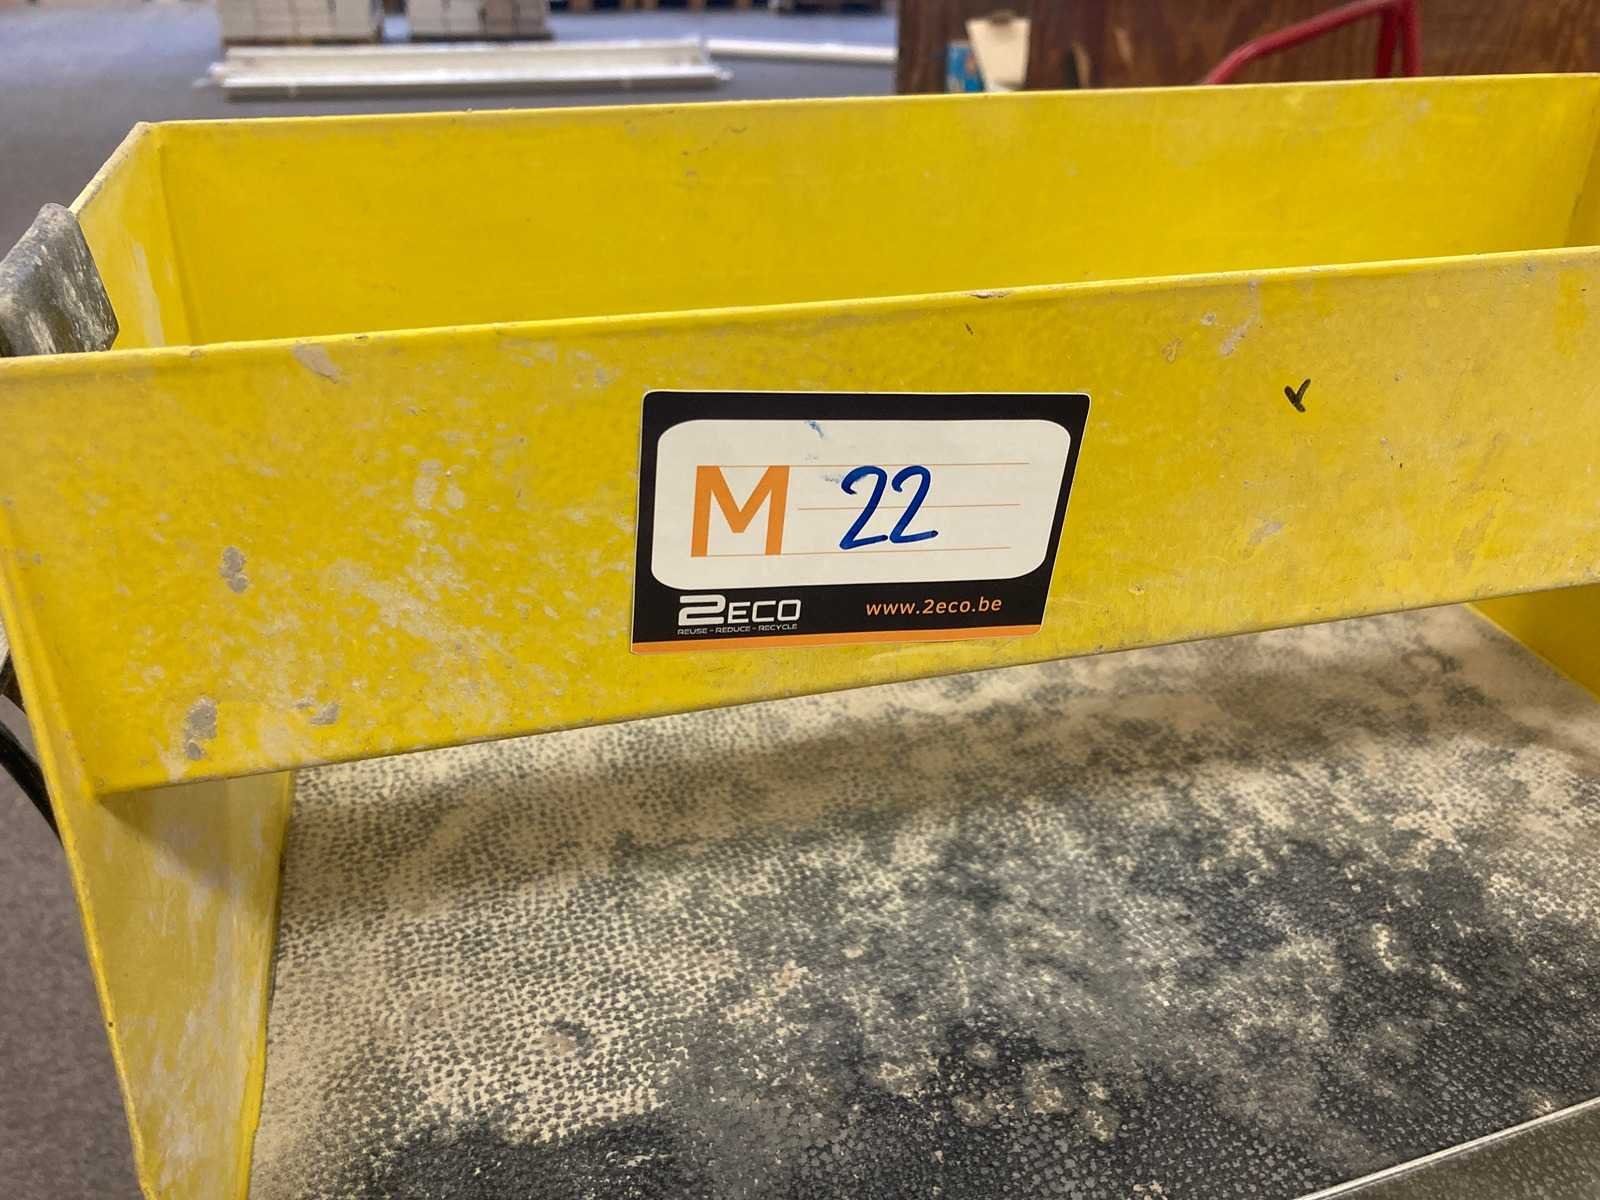 M 22
2ECO
REUSE - REDUCE - RECYCLE
www.2eco.be